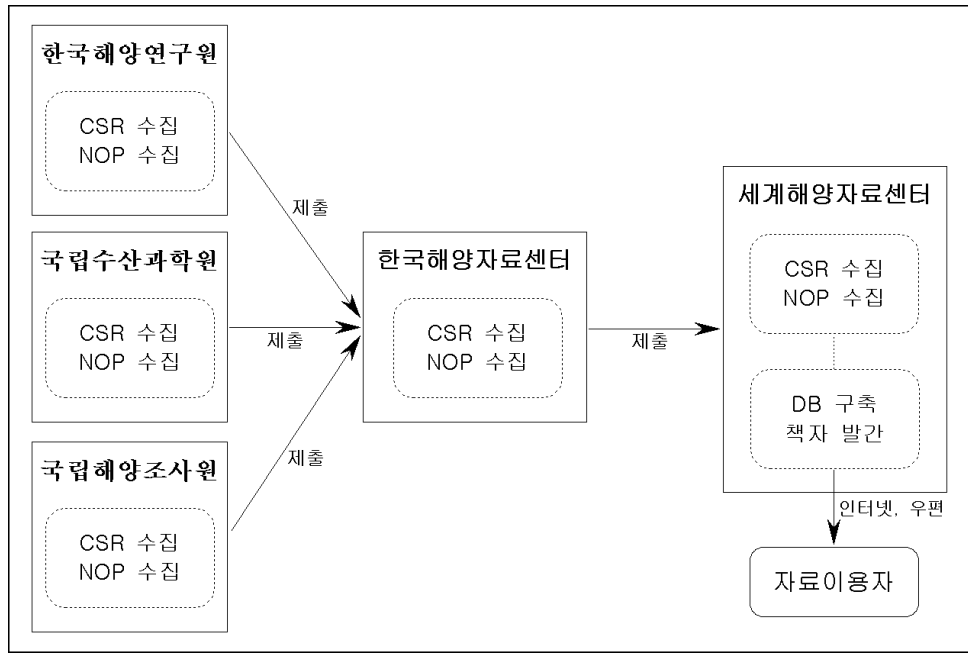 한국해양연구원
CSR 수집
NOP 수집
제출
국립수산과학원
CSR 수집
NOP 수집
제출
국립해양조사원
CSR 수집
NOP 수집
제출
한국해양자료센터
CSR 수집
NOP 수집
제출
세계해양자료센터
CSR 수집
NOP 수집
DB 구축
책자 발간
인터넷, 우편
자료이용자